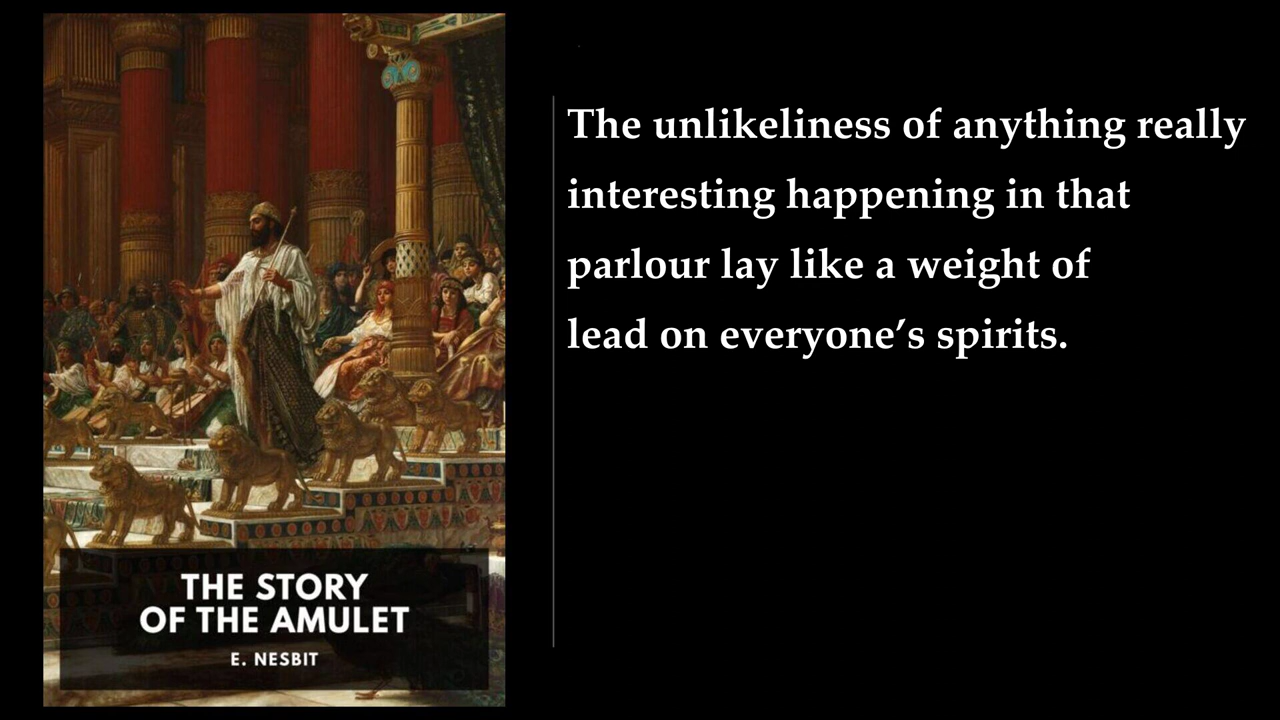 THE STORY
OF THE AMULET
E. NESBIT
The unlikeliness of anything really
interesting happening in that
parlour lay like a weight of
lead on everyone’s spirits.